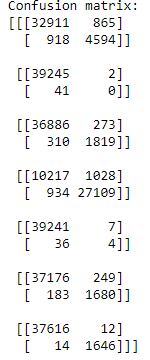 Confusion matrix:
[[[32911 865]
[ 918 4594]]
[[39245 2]
[ 41 0]]
[[36886 273]
[ 310 1819]]
[[10217 1028]
[ 934 27109]]
[[39241 7]
[ 36 4]]
[[37176 249]
[ 183 1680]]
[[37616 12]
[ 14 1646]]]